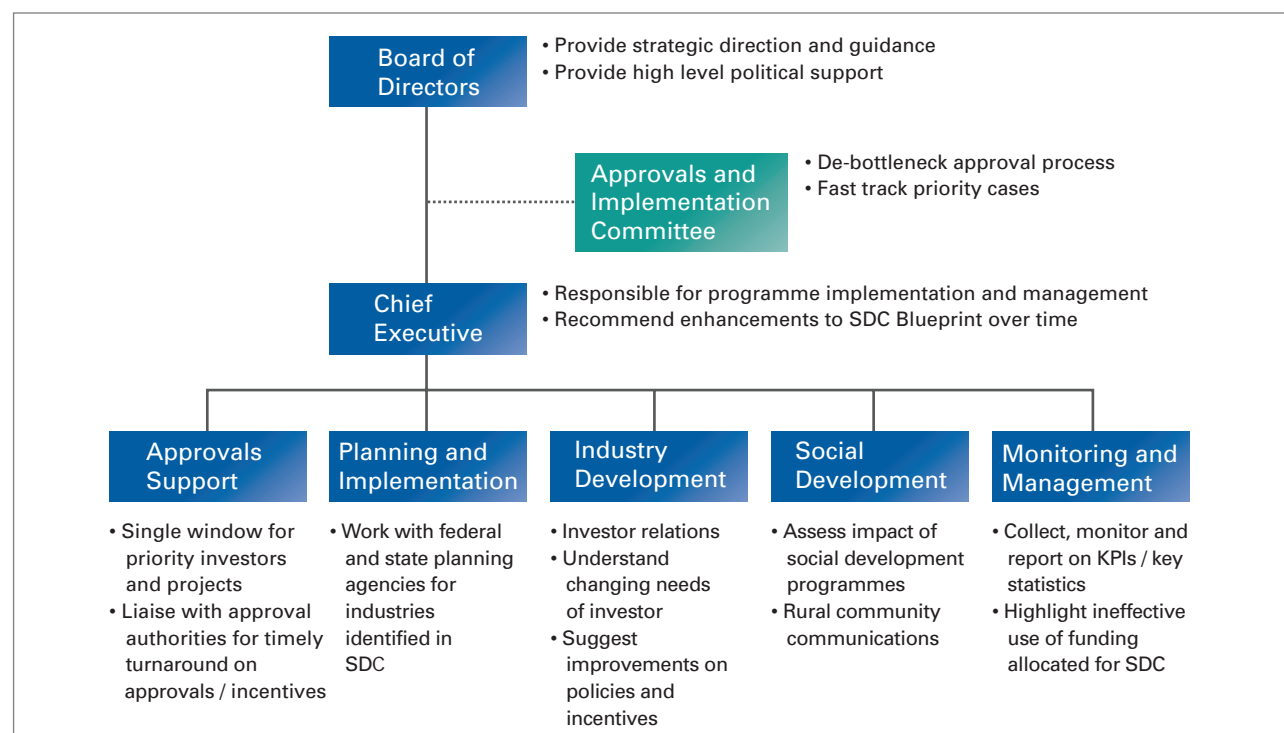 Board of
Directors
• Provide strategic direction and guidance
• Provide high level political support
Approvals and
Implementation
Committee
• De-bottleneck approval process
• Fast track priority cases
Chief
Executive
• Responsible for programme implementation and management
• Recommend enhancements to SDC Blueprint over time
Approvals
Support
• Single window for
priority investors
and projects
• Liaise with approval
authorities for timely
turnaround on
approvals / incentives
Planning and
Implementation
• Work with federal
and state planning
agencies for
industries
identified in
SDC
Industry
Development
• Investor relations
• Understand
changing needs
of investor
• Suggest
improvements on
policies and
incentives
Social
Development
• Assess impact of
social development
programmes
• Rural community
communications
Monitoring and
Management
• Collect, monitor and
report on KPIs / key
statistics
• Highlight ineffective
use of funding
allocated for SDC